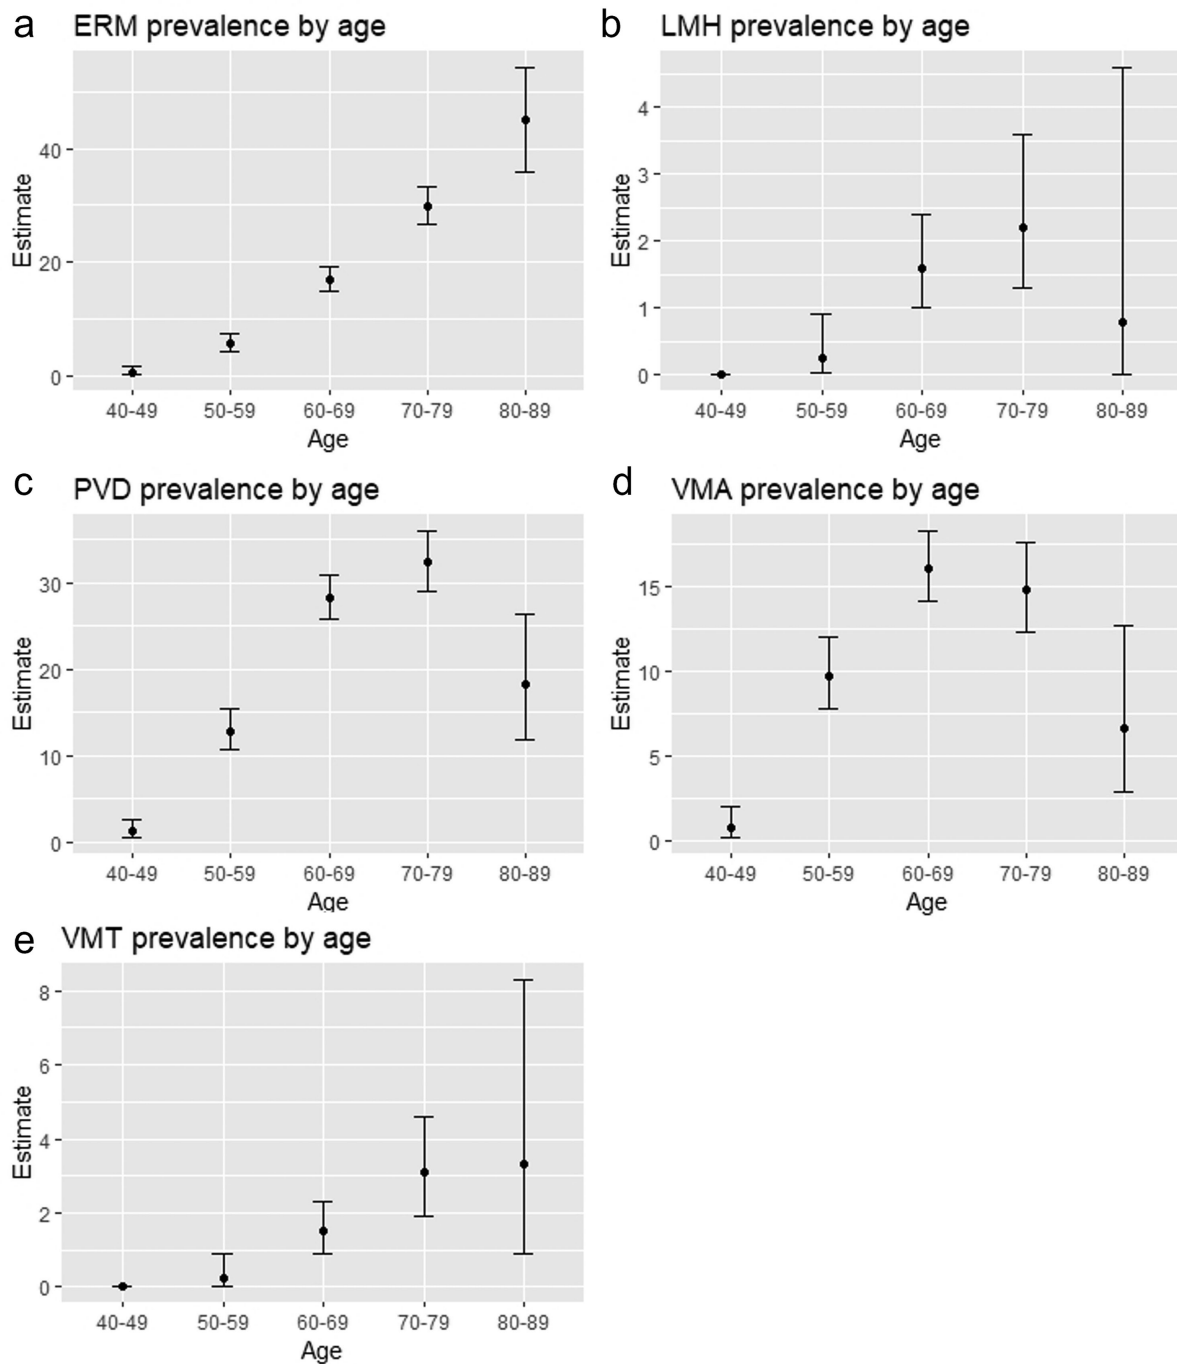 a ERM prevalence by age
Estimate
40
20
0
40-49 50-59 60-69 70-79 80-89
Age
b LMH prevalence by age
Estimate
4
3
2
1
0
40-49 50-59 60-69 70-79 80-89
Age
c PVD prevalence by age
Estimate
30
20
10
0
40-49 50-59 60-69 70-79 80-89
Age
d VMA prevalence by age
Estimate
15
10
5
0
40-49 50-59 60-69 70-79 80-89
Age
e VMT prevalence by age
Estimate
8
6
4
2
0
40-49 50-59 60-69 70-79 80-89
Age